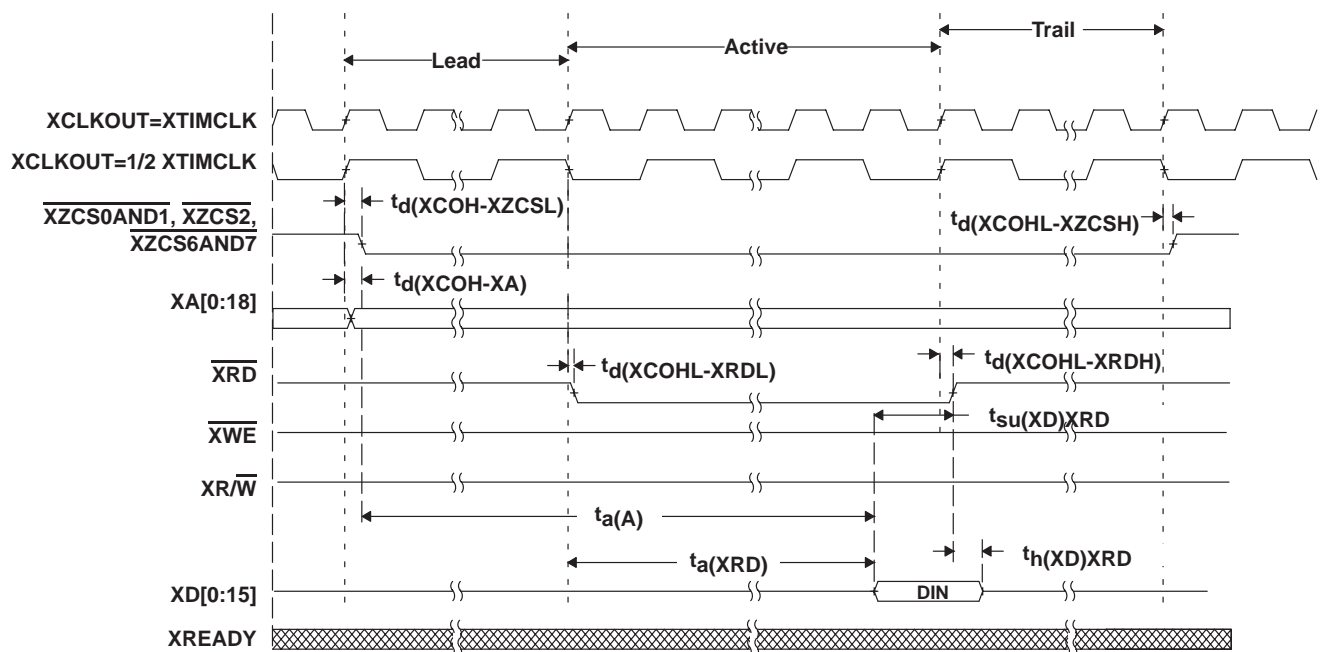 Trail
Active
Lead
XCLKOUT=XTIMCLK
XCLKOUT=1/2 XTIMCLK
td(XCOH-XZCSL)
XZCS0AND1, XZCS2,
XZCS6AND7
td(XCOHL-XZCSH)
td(XCOH-XA)
XA[0:18]
XRD
td(XCOHL-XRDL)
td(XCOHL-XRDH)
tsu(XD)XRD
XWE
XR/W
ta(A)
ta(XRD)
th(XD)XRD
XD[0:15]
DIN
XREADY